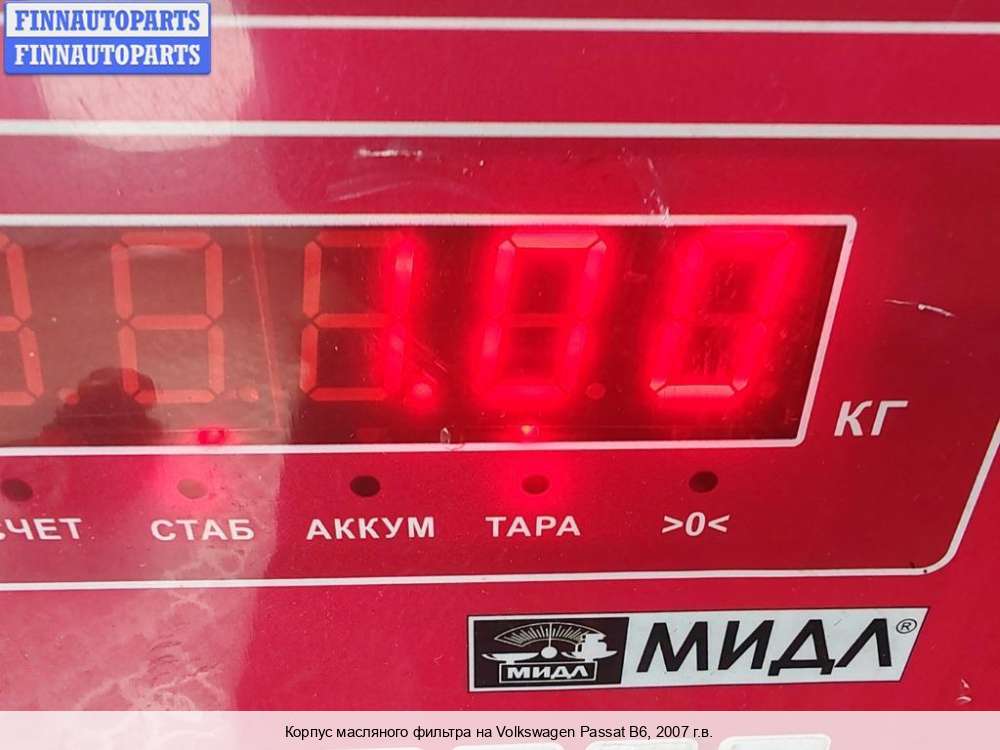 FINNAUTOPARTS
FINNAUTOPARTS
1.00
КГ
СТАБ АККУМ ТАРА >0<
МИДЛ МИДЛ®
Корпус масляного фильтра на Volkswagen Passat B6, 2007 г.в.